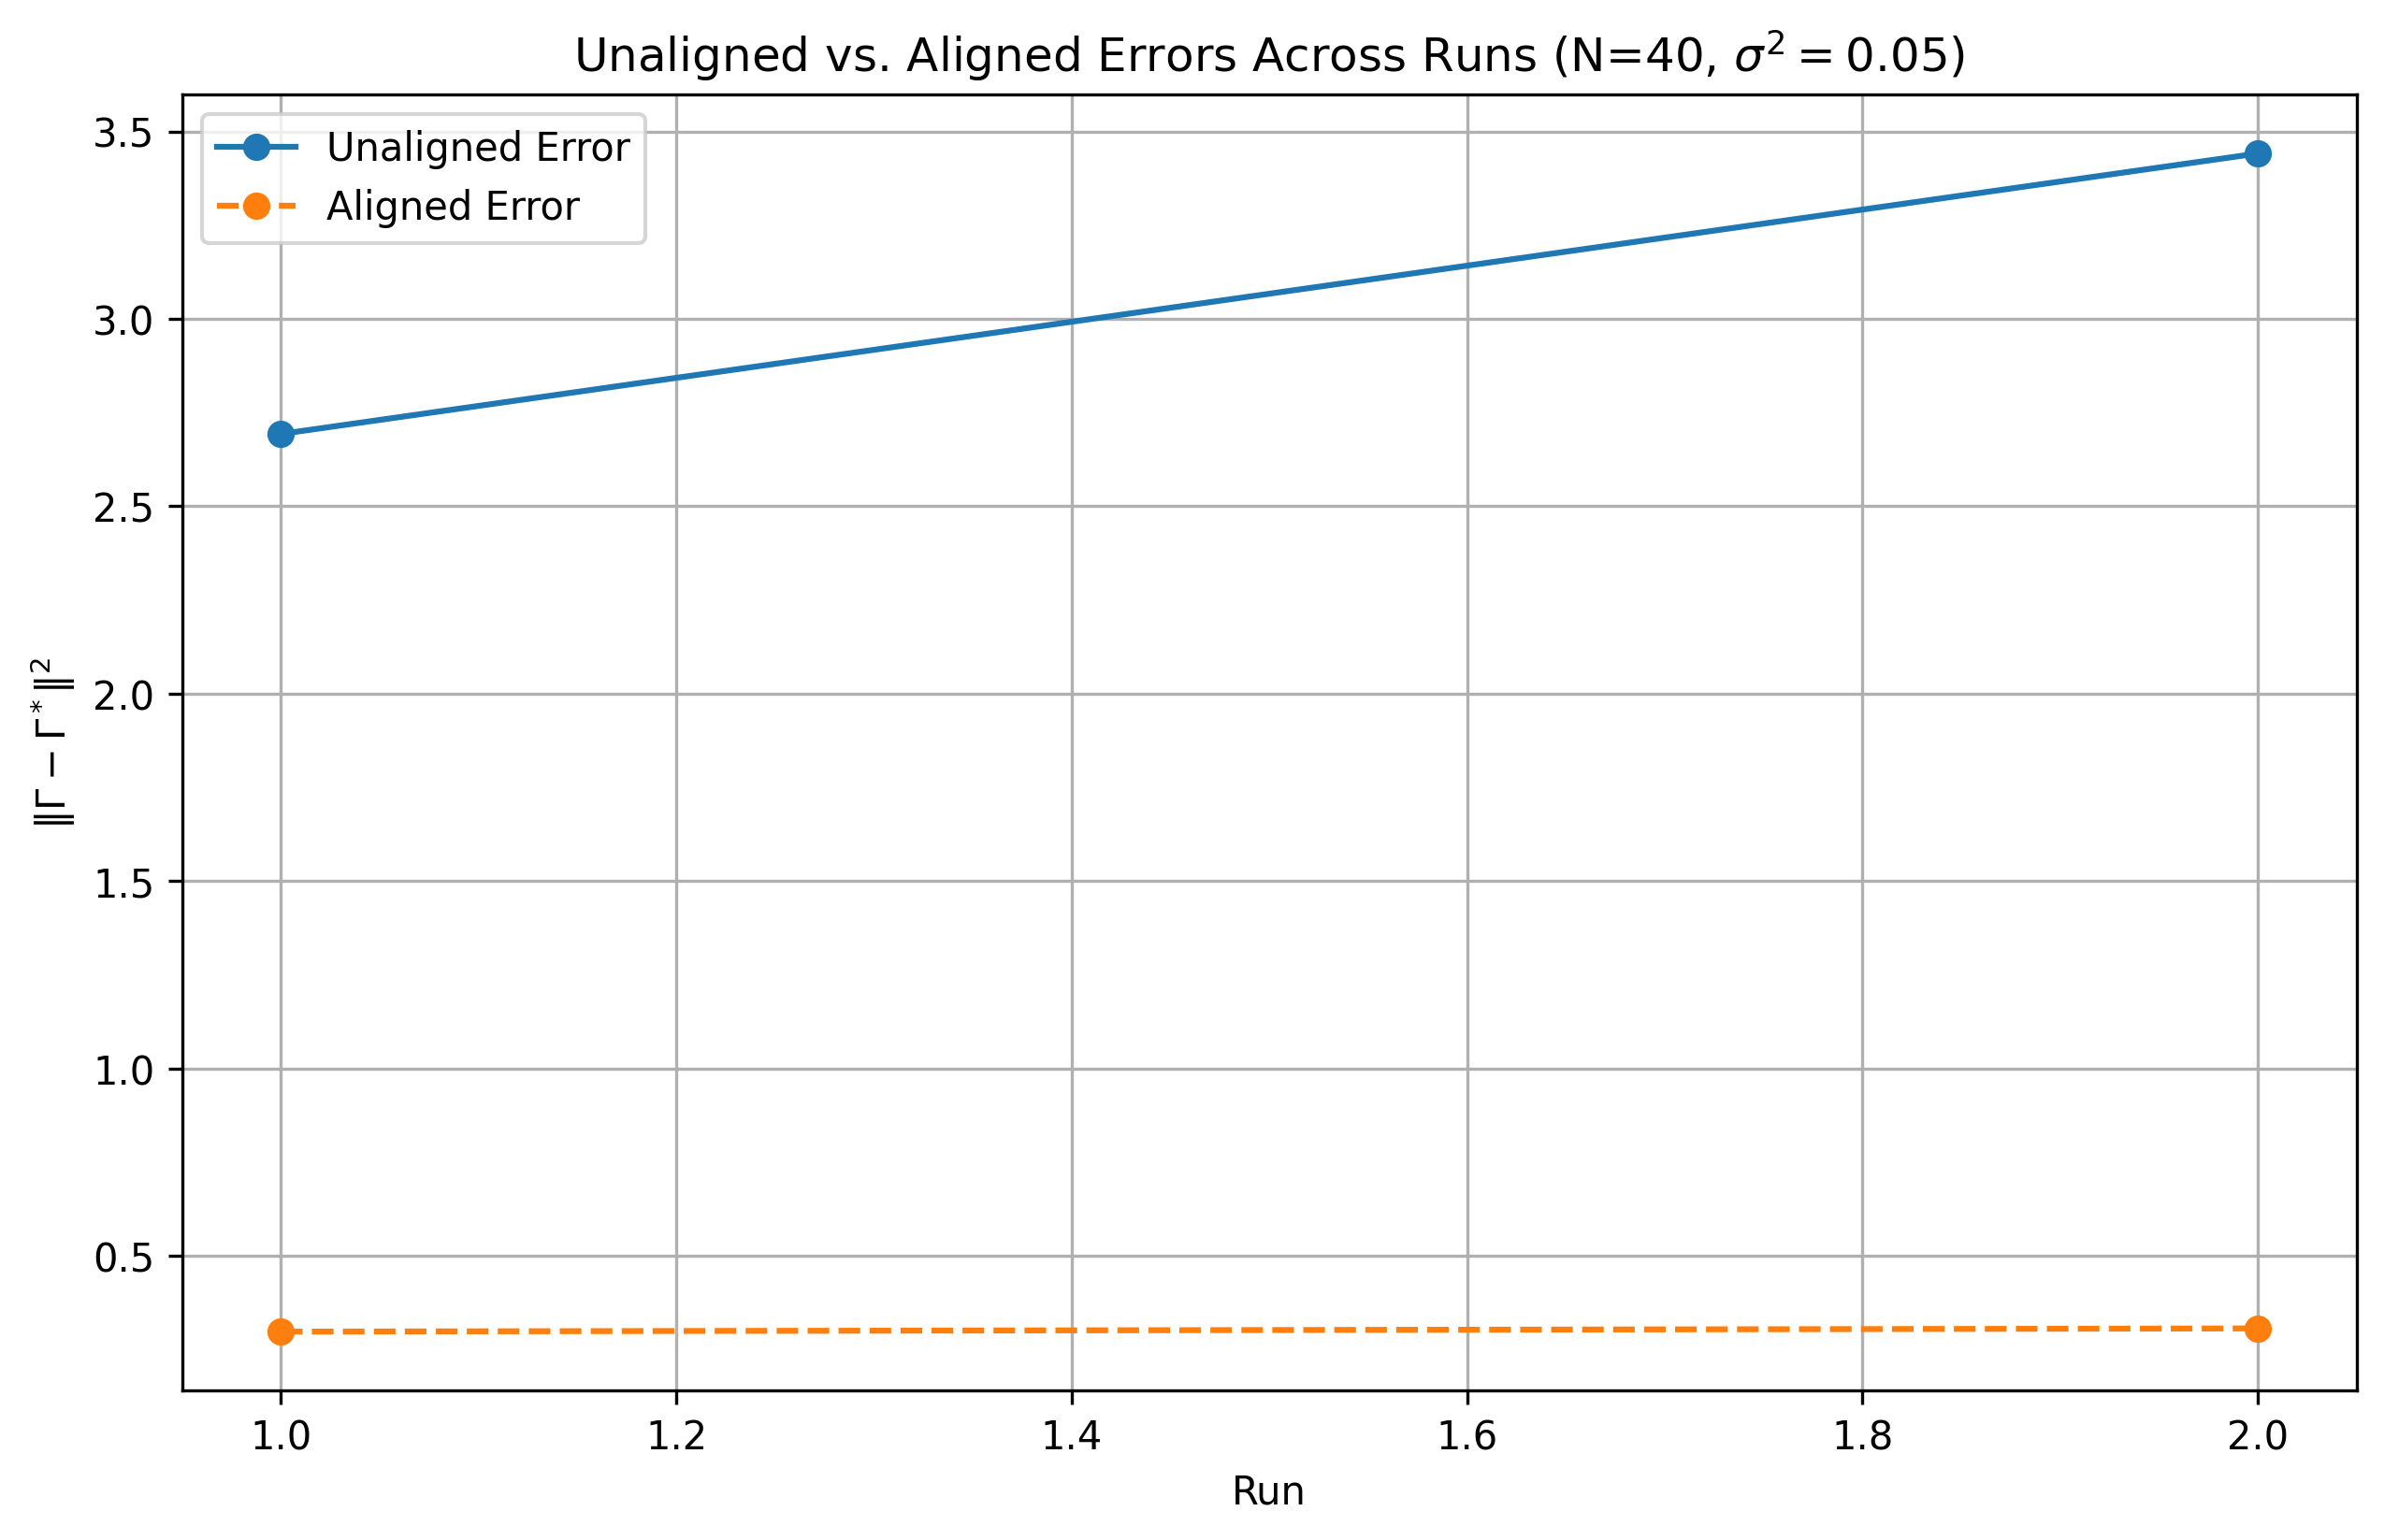 Unaligned vs. Aligned Errors Across Runs (N=40, σ² = 0.05)
Unaligned Error
Aligned Error
3.5
3.0
2.5
2.0
1.5
1.0
0.5
‖Γ − Γ*‖²
1.0 1.2 1.4 1.6 1.8 2.0
Run